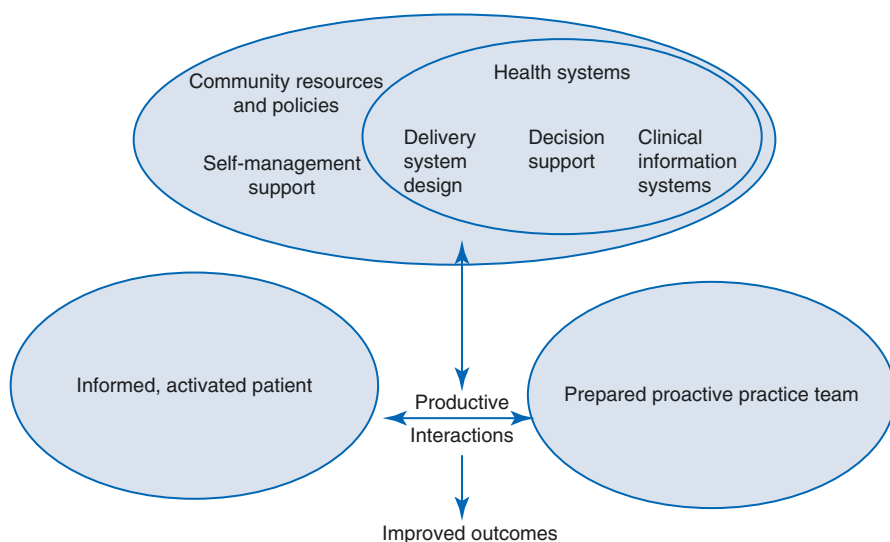 Community resources
and policies
Health systems
Self-management
support
Delivery
system
design
Decision
support
Clinical
information
systems
Informed, activated patient
Productive
Interactions
Prepared proactive practice team
Improved outcomes